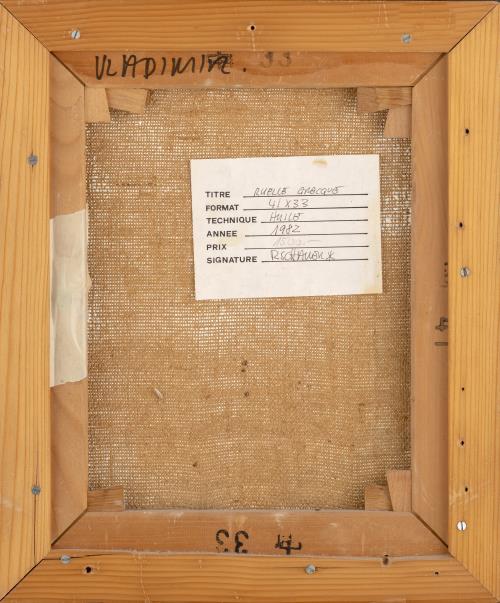 VLADIMIR. 33
TITRE RUELLE GRECQUE
FORMAT 41X33
TECHNIQUE HUILE
ANNEE 1982
PRIX
SIGNATURE
33